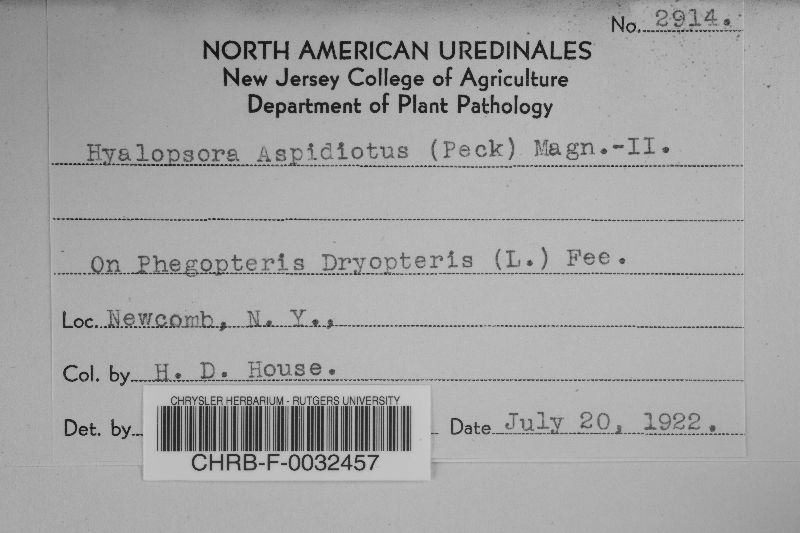 No. 2914.
NORTH AMERICAN UREDINALES
New Jersey College of Agriculture
Department of Plant Pathology
Hyalopsora Aspidiotus (Peck) Magn.-II.
On Phegopteris Dryopteris (L.) Fee.
Loc. Newcomb, N. Y.,
Col. by H. D. House.
Det. by
Date July 20, 1922.
CHRYSLER HERBARIUM - RUTGERS UNIVERSITY
CHRB-F-0032457